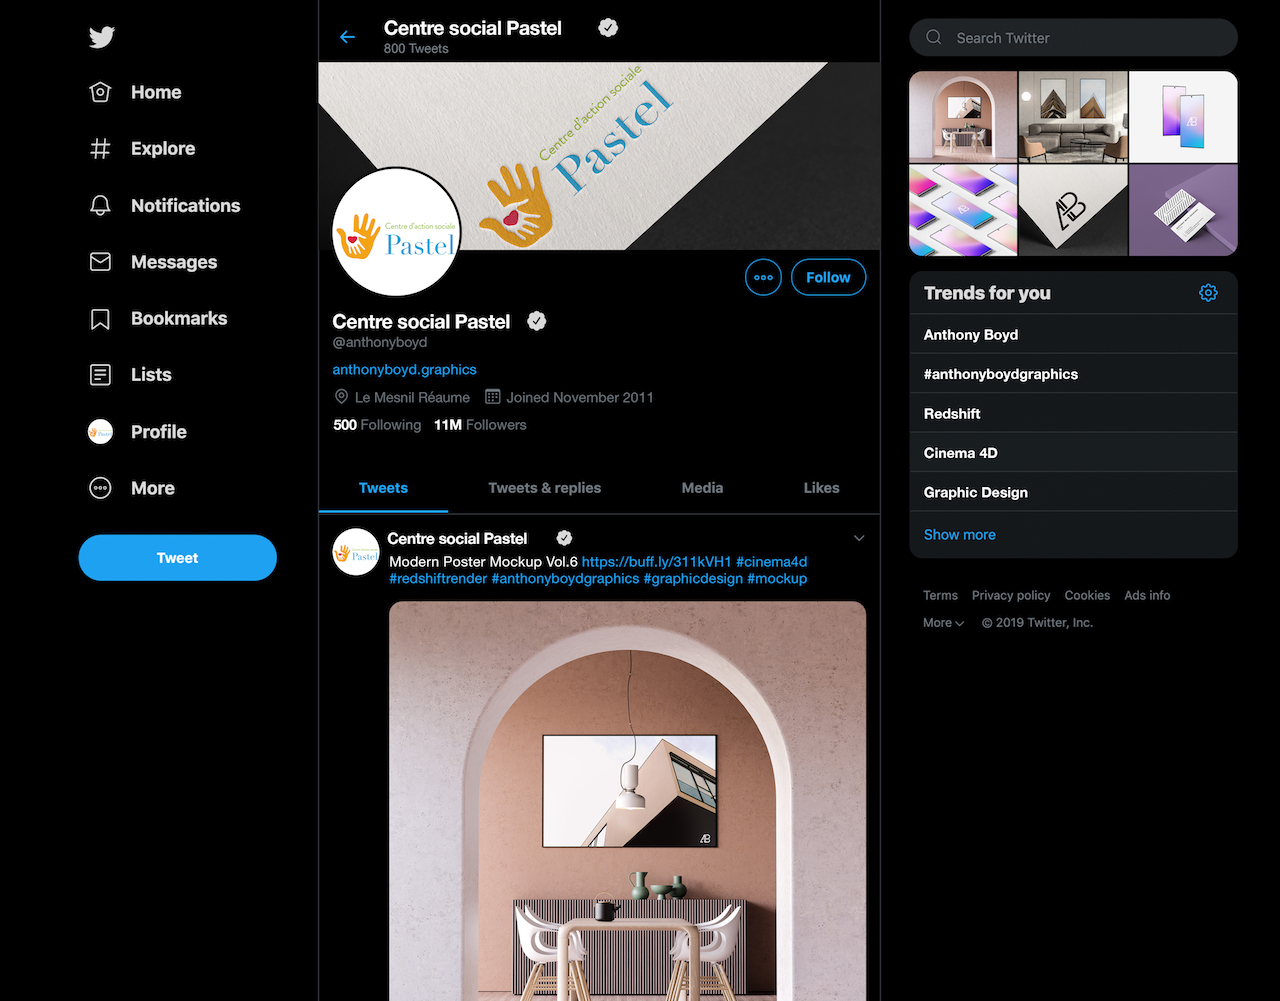 Centre social Pastel
800 Tweets
Home
Explore
Notifications
Messages
Bookmarks
Lists
Profile
More
Tweet
Centre d'action sociale
Pastel
Centre d'action sociale
Pastel
Follow
Centre social Pastel
@anthonyboyd
anthonyboyd.graphics
Le Mesnil Réaume Joined November 2011
500 Following 11M Followers
Tweets Tweets & replies Media Likes
Pastel
Centre social Pastel
Modern Poster Mockup Vol.6 https://buff.ly/311kVH1 #cinema4d
#redshiftrender #anthonyboydgraphics #graphicdesign #mockup
AB
Search Twitter
AB
AB
AB
Trends for you
Anthony Boyd
#anthonyboydgraphics
Redshift
Cinema 4D
Graphic Design
Show more
Terms Privacy policy Cookies Ads info
More © 2019 Twitter, Inc.